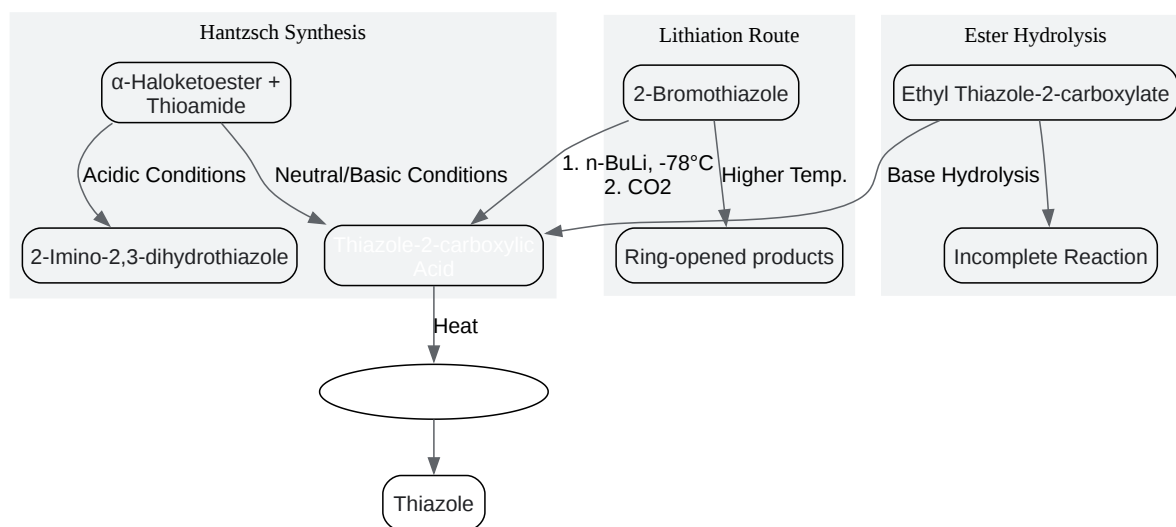 Hantzsch Synthesis
Lithiation Route
Ester Hydrolysis
α-Haloketoester +
Thioamide
2-Bromothiazole
Ethyl Thiazole-2-carboxylate
Acidic Conditions
Neutral/Basic Conditions
1. n-BuLi, -78°C
2. CO2
Higher Temp.
Base Hydrolysis
2-Imino-2,3-dihydrothiazole
Thiazole-2-carboxylic
Acid
Ring-opened products
Incomplete Reaction
Heat
Thiazole